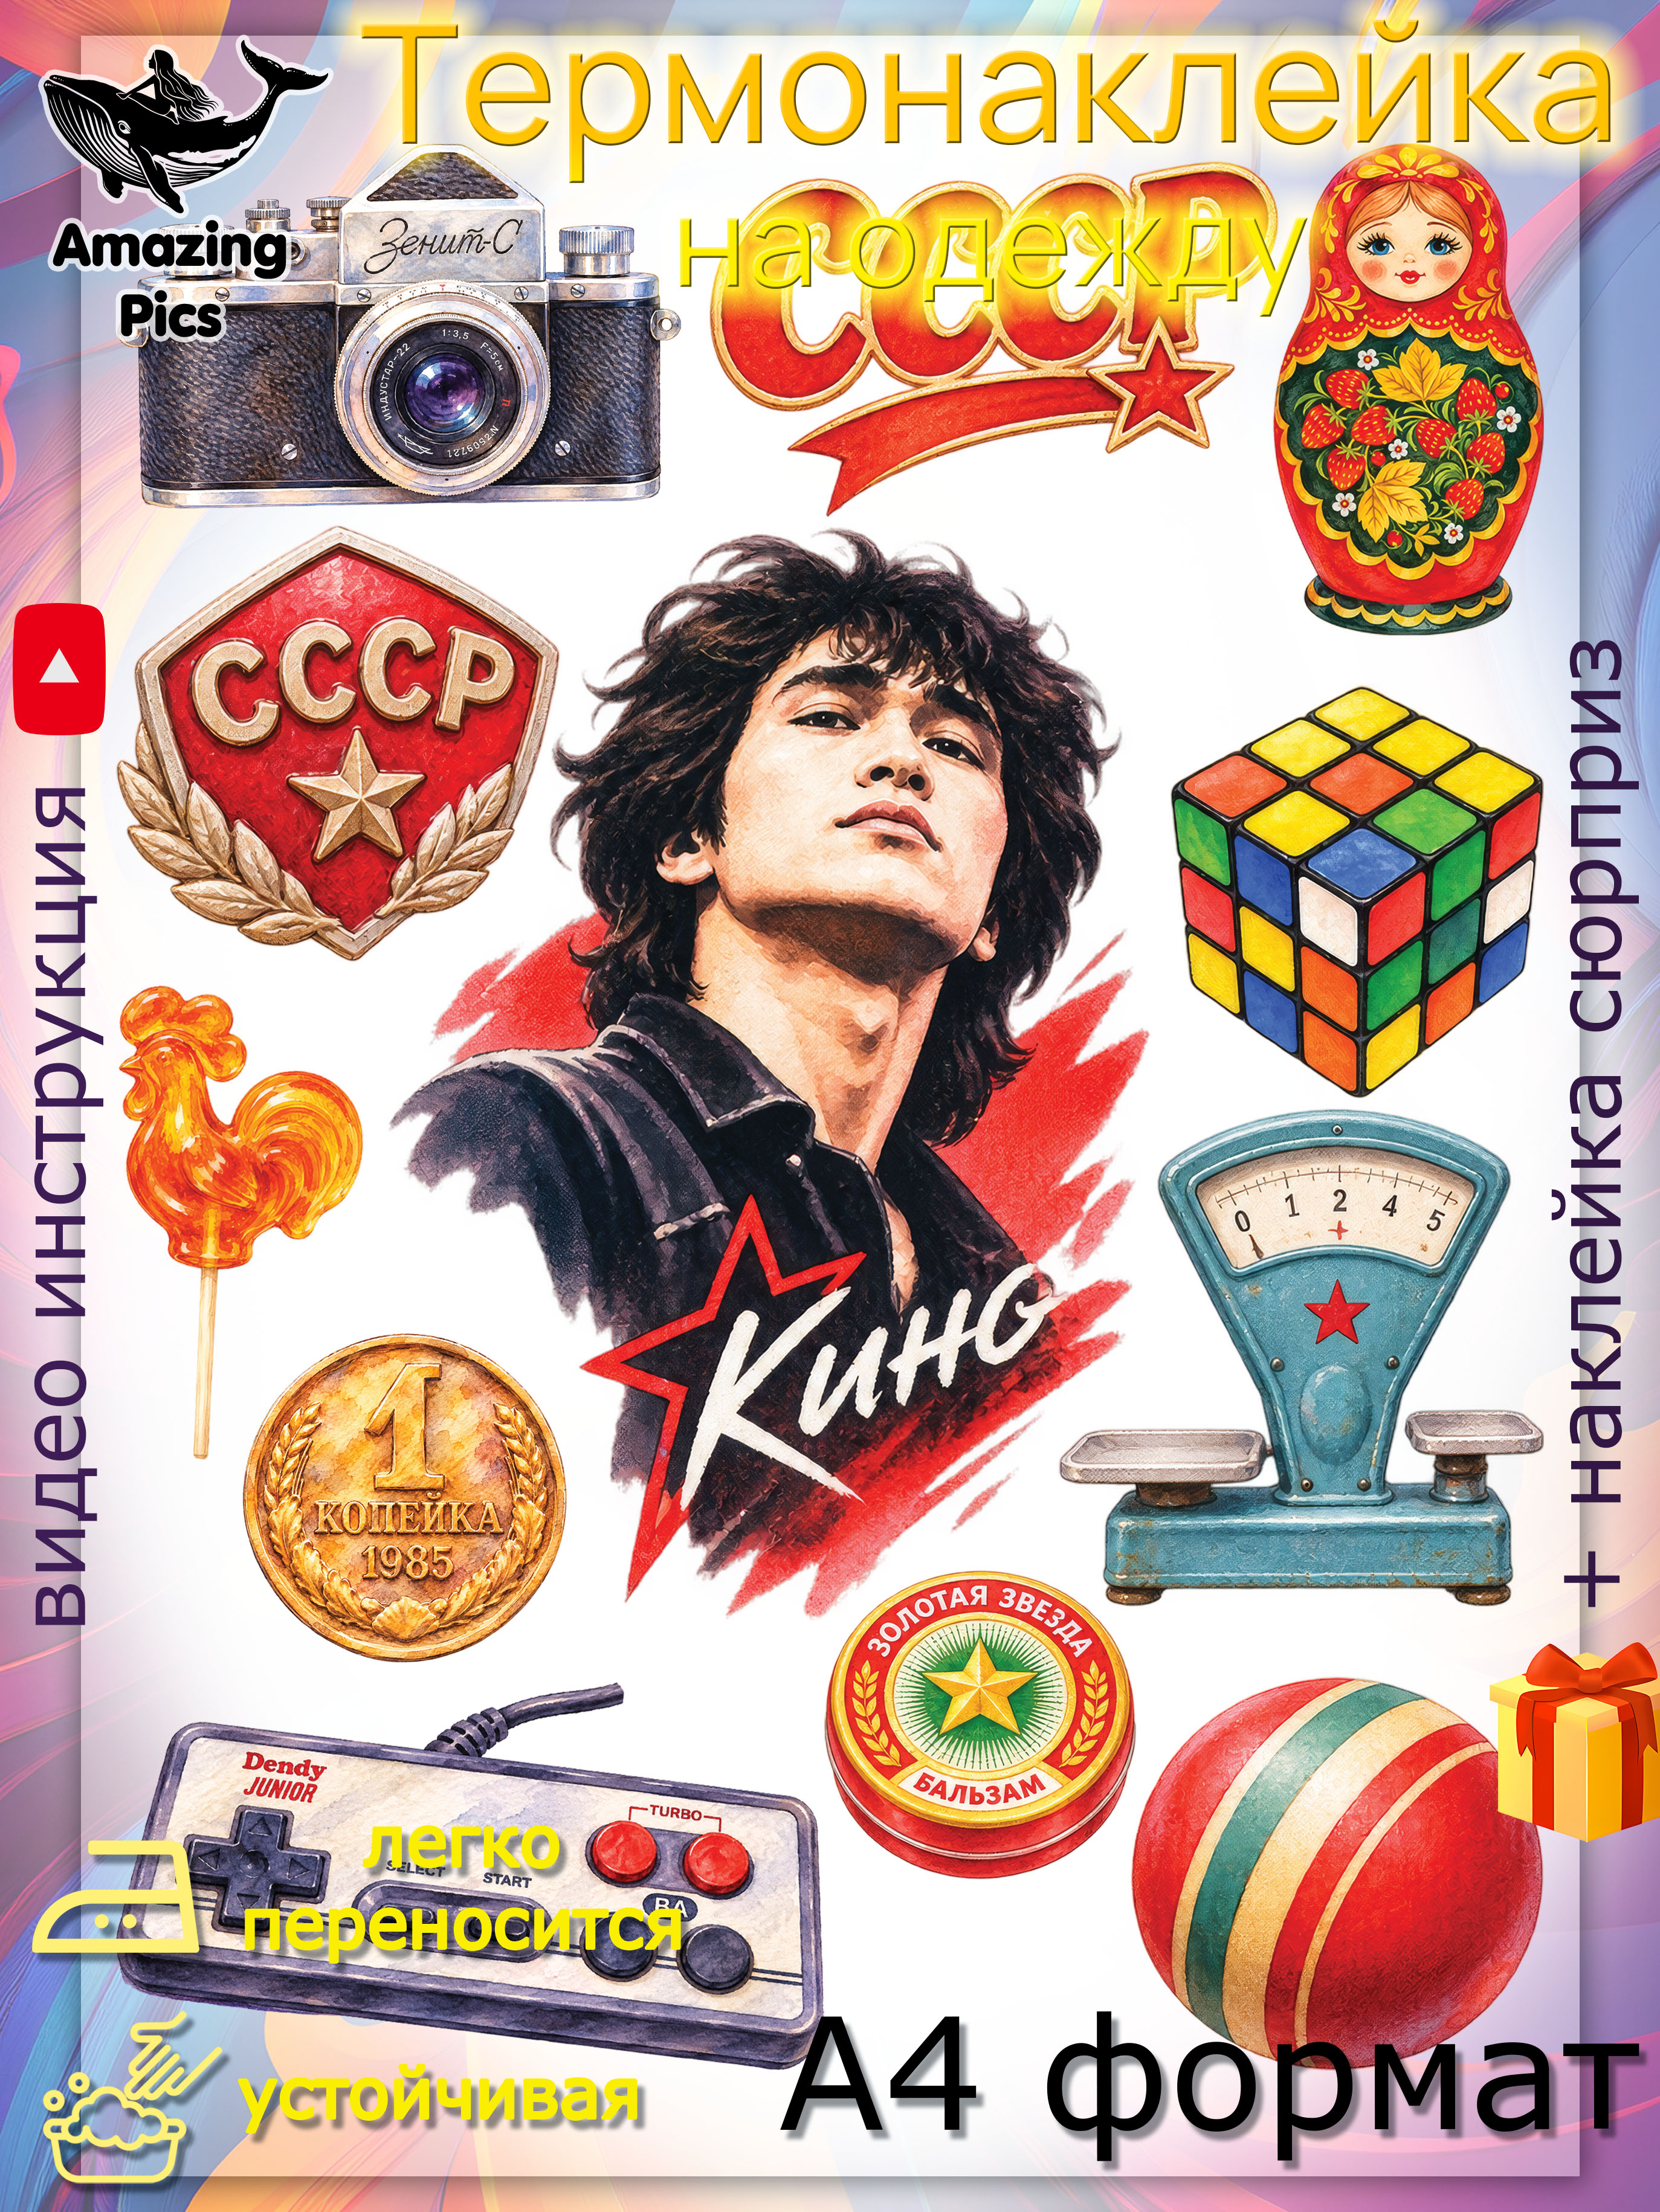 Термонаклейка
на одежду
Amazing
Pics
Зенит-С
СССР
ИНДУСТАР-22 1:3,5 F=5см П
СССР
видео инструкция
+ наклейка сюрприз
0 1 2 4 5
Кино
1
КОПЕЙКА
1985
ЗОЛОТАЯ ЗВЕЗДА
БАЛЬЗАМ
Dendy
JUNIOR
TURBO
SELECT START
BA
легко
переносится
устойчивая
А4 формат